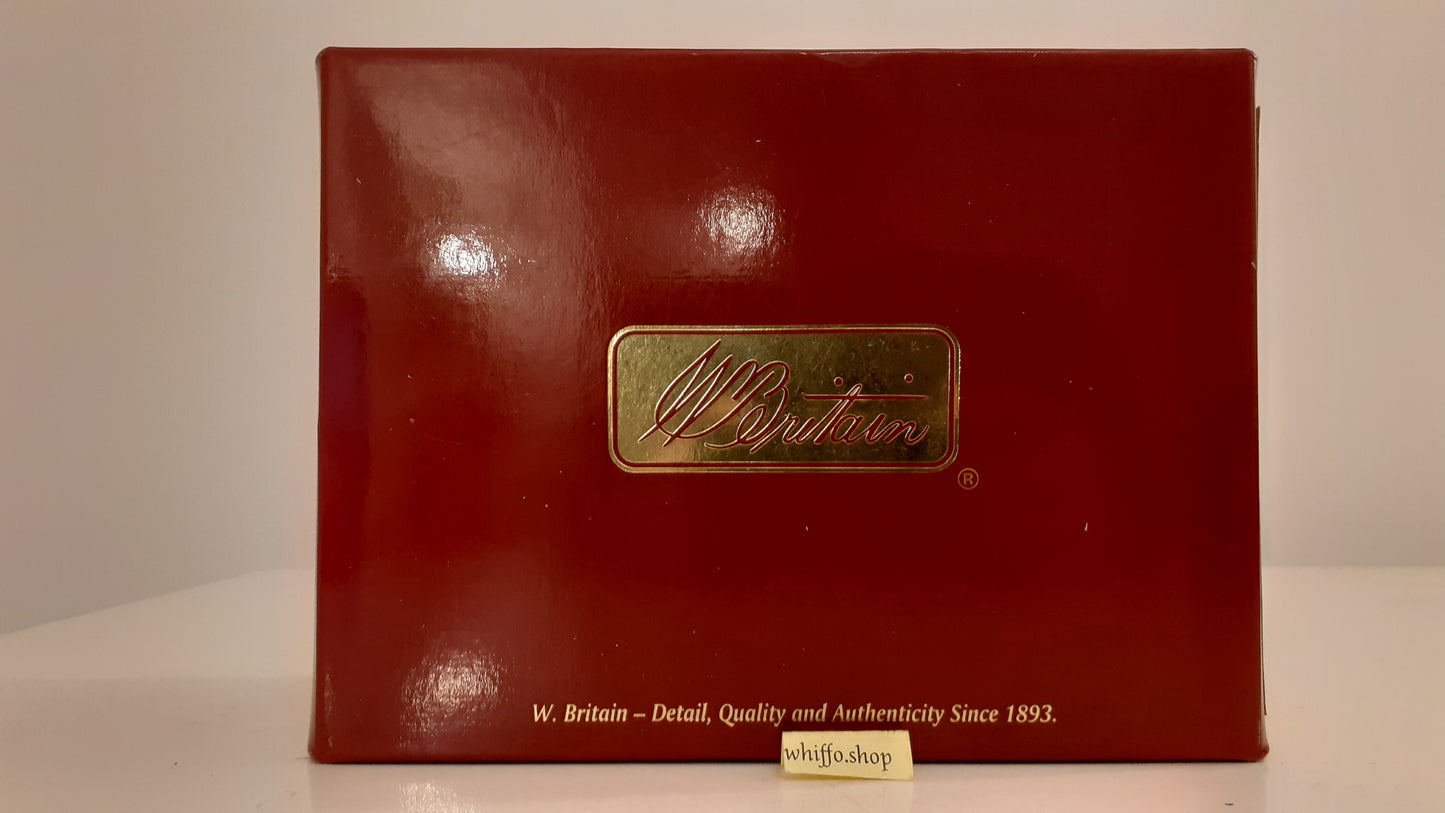 W Britain
®
W. Britain – Detail, Quality and Authenticity Since 1893.
whiffo.shop